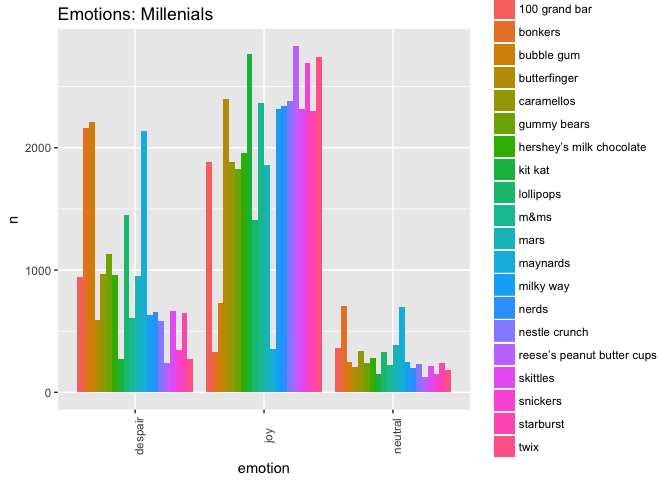 Emotions: Millenials
2000
1000
0
n
despair
joy
neutral
emotion
100 grand bar
bonkers
bubble gum
butterfinger
caramellos
gummy bears
hershey's milk chocolate
kit kat
lollipops
m&ms
mars
maynards
milky way
nerds
nestle crunch
reese's peanut butter cups
skittles
snickers
starburst
twix